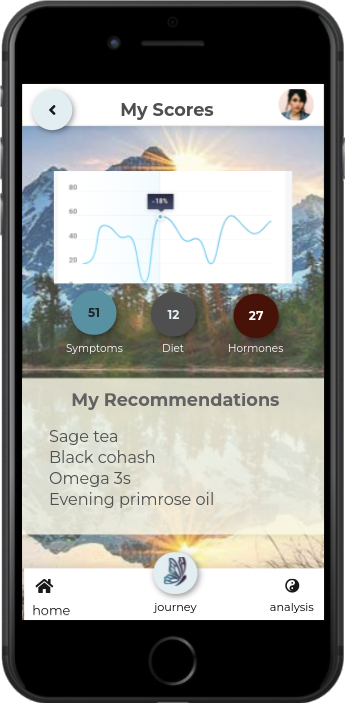 My Scores
80
60
-18%
40
20
51
12
27
Symptoms
Diet
Hormones
My Recommendations
Sage tea
Black cohash
Omega 3s
Evening primrose oil
home
journey
analysis